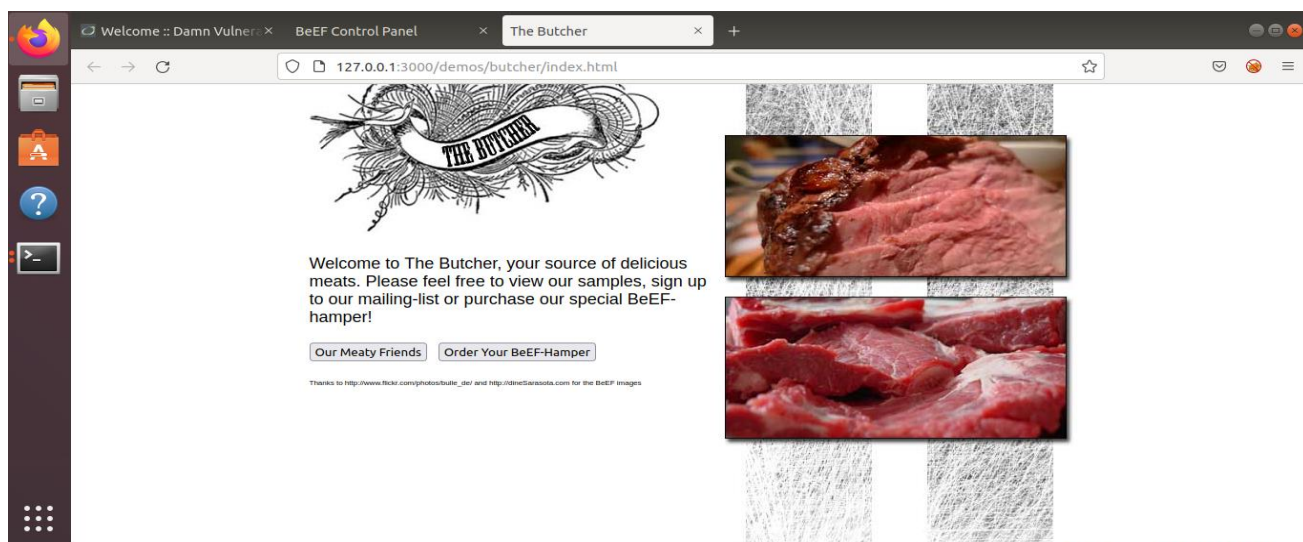 Welcome :: Damn Vulnera
BeEF Control Panel
The Butcher
127.0.0.1:3000/demos/butcher/index.html
THE BUTCHER
Welcome to The Butcher, your source of delicious
meats. Please feel free to view our samples, sign up
to our mailing-list or purchase our special BeEF-
hamper!
Our Meaty Friends
Order Your BeEF-Hamper
Thanks to http://www.flickr.com/photos/bulle_de/ and http://dineSarasota.com for the BeEF images